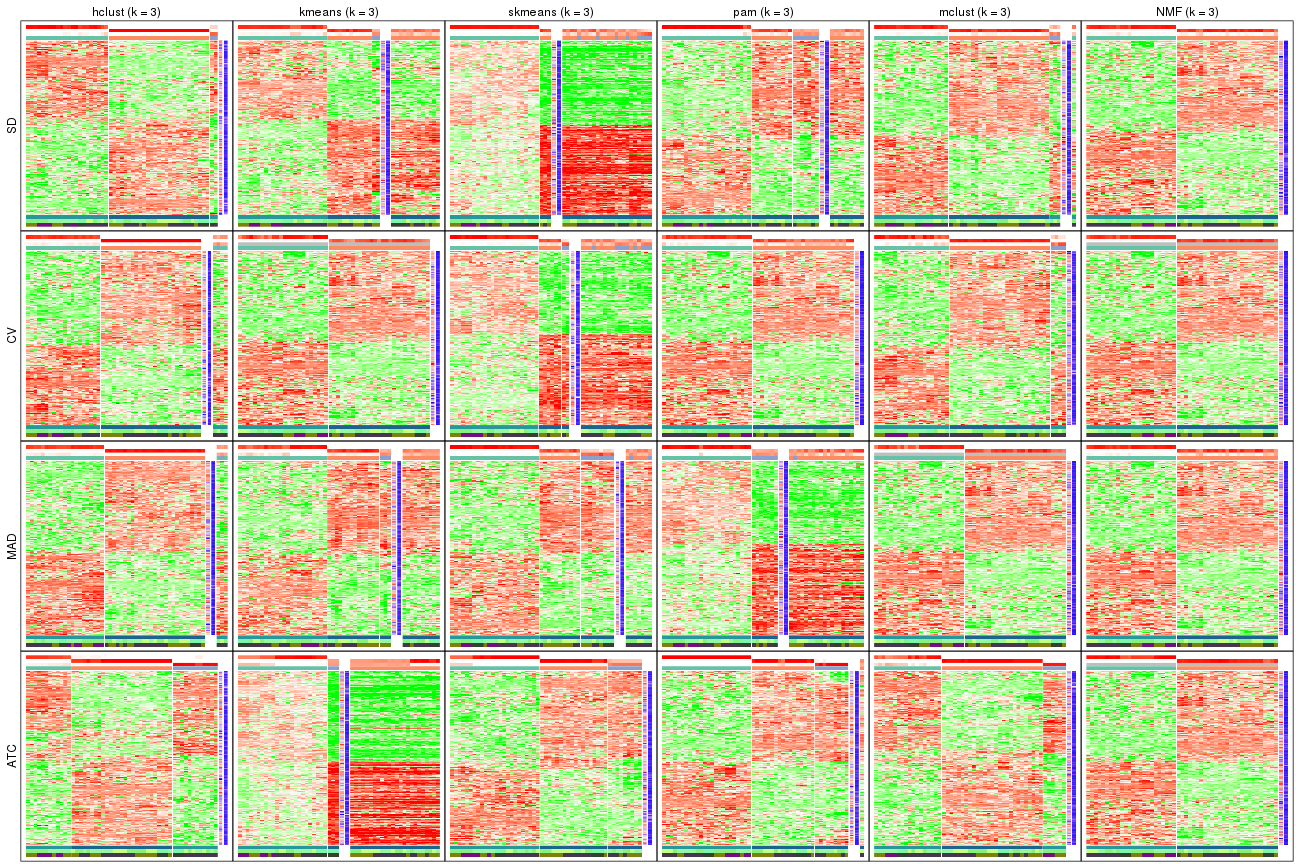 hclust (k = 3) kmeans (k = 3) skmeans (k = 3) pam (k = 3) mclust (k = 3) NMF (k = 3)
SD
CV
MAD
ATC